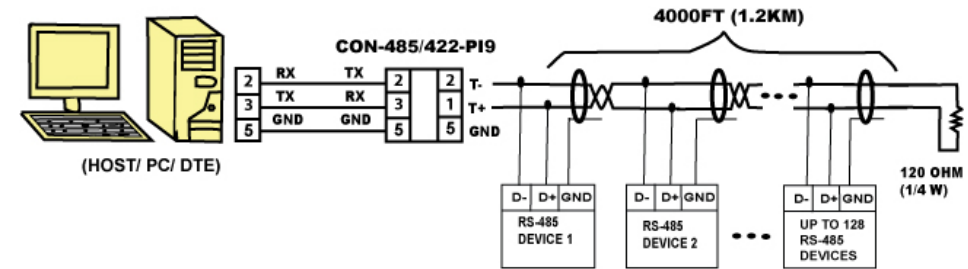 4000FT (1.2KM)
CON-485/422-PI9
2 RX TX 2 2 T-
3 TX RX 3 1 T+
5 GND GND 5 5 GND
(HOST/ PC/ DTE)
120 OHM
(1/4 W)
D- D+ GND
RS-485
DEVICE 1
D- D+ GND
RS-485
DEVICE 2
D- D+ GND
UP TO 128
RS-485
DEVICES